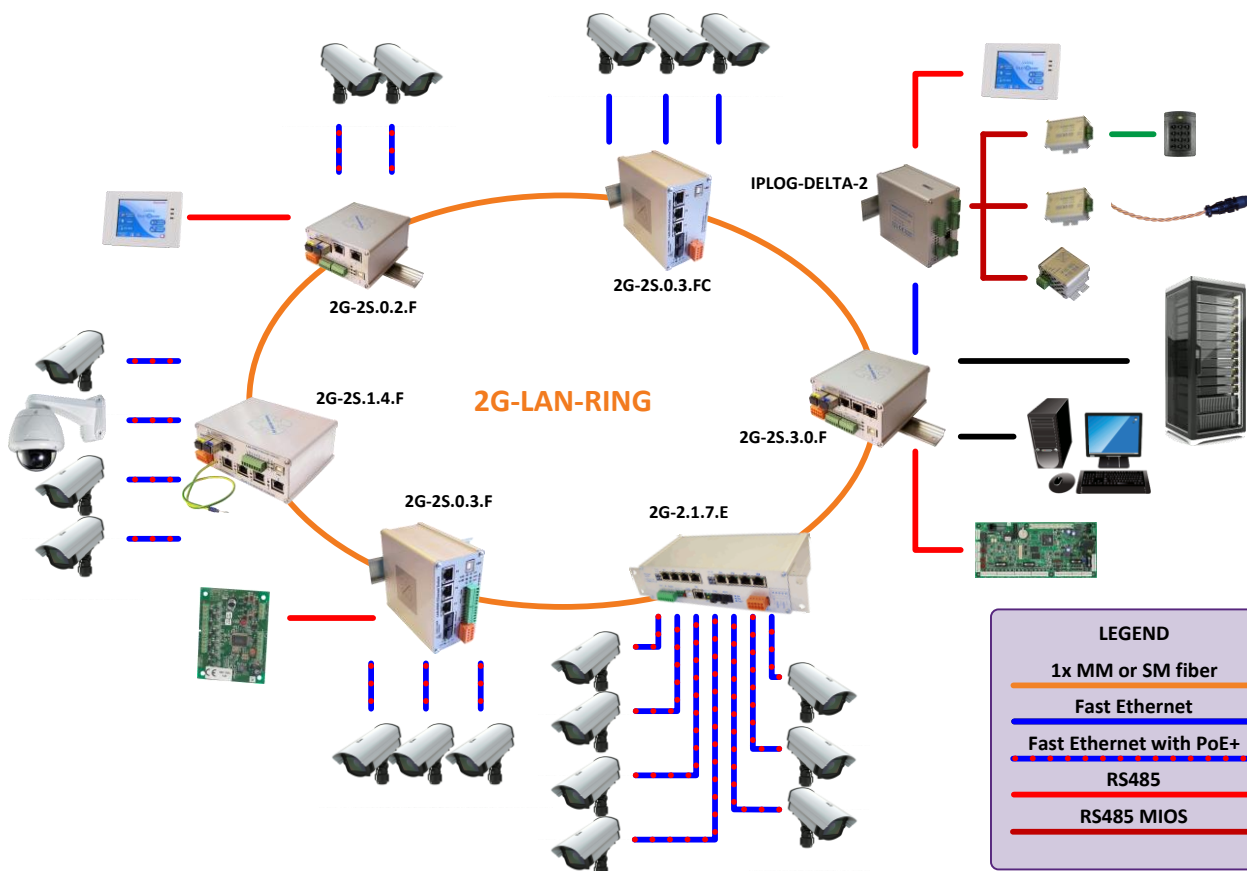 IPLOG-DELTA-2
2G-2S.0.3.FC
2G-2S.0.2.F
2G-2S.1.4.F
2G-LAN-RING
2G-2S.3.0.F
2G-2S.0.3.F
2G-2.1.7.E
LEGEND
1x MM or SM fiber
Fast Ethernet
Fast Ethernet with PoE+
RS485
RS485 MIOS